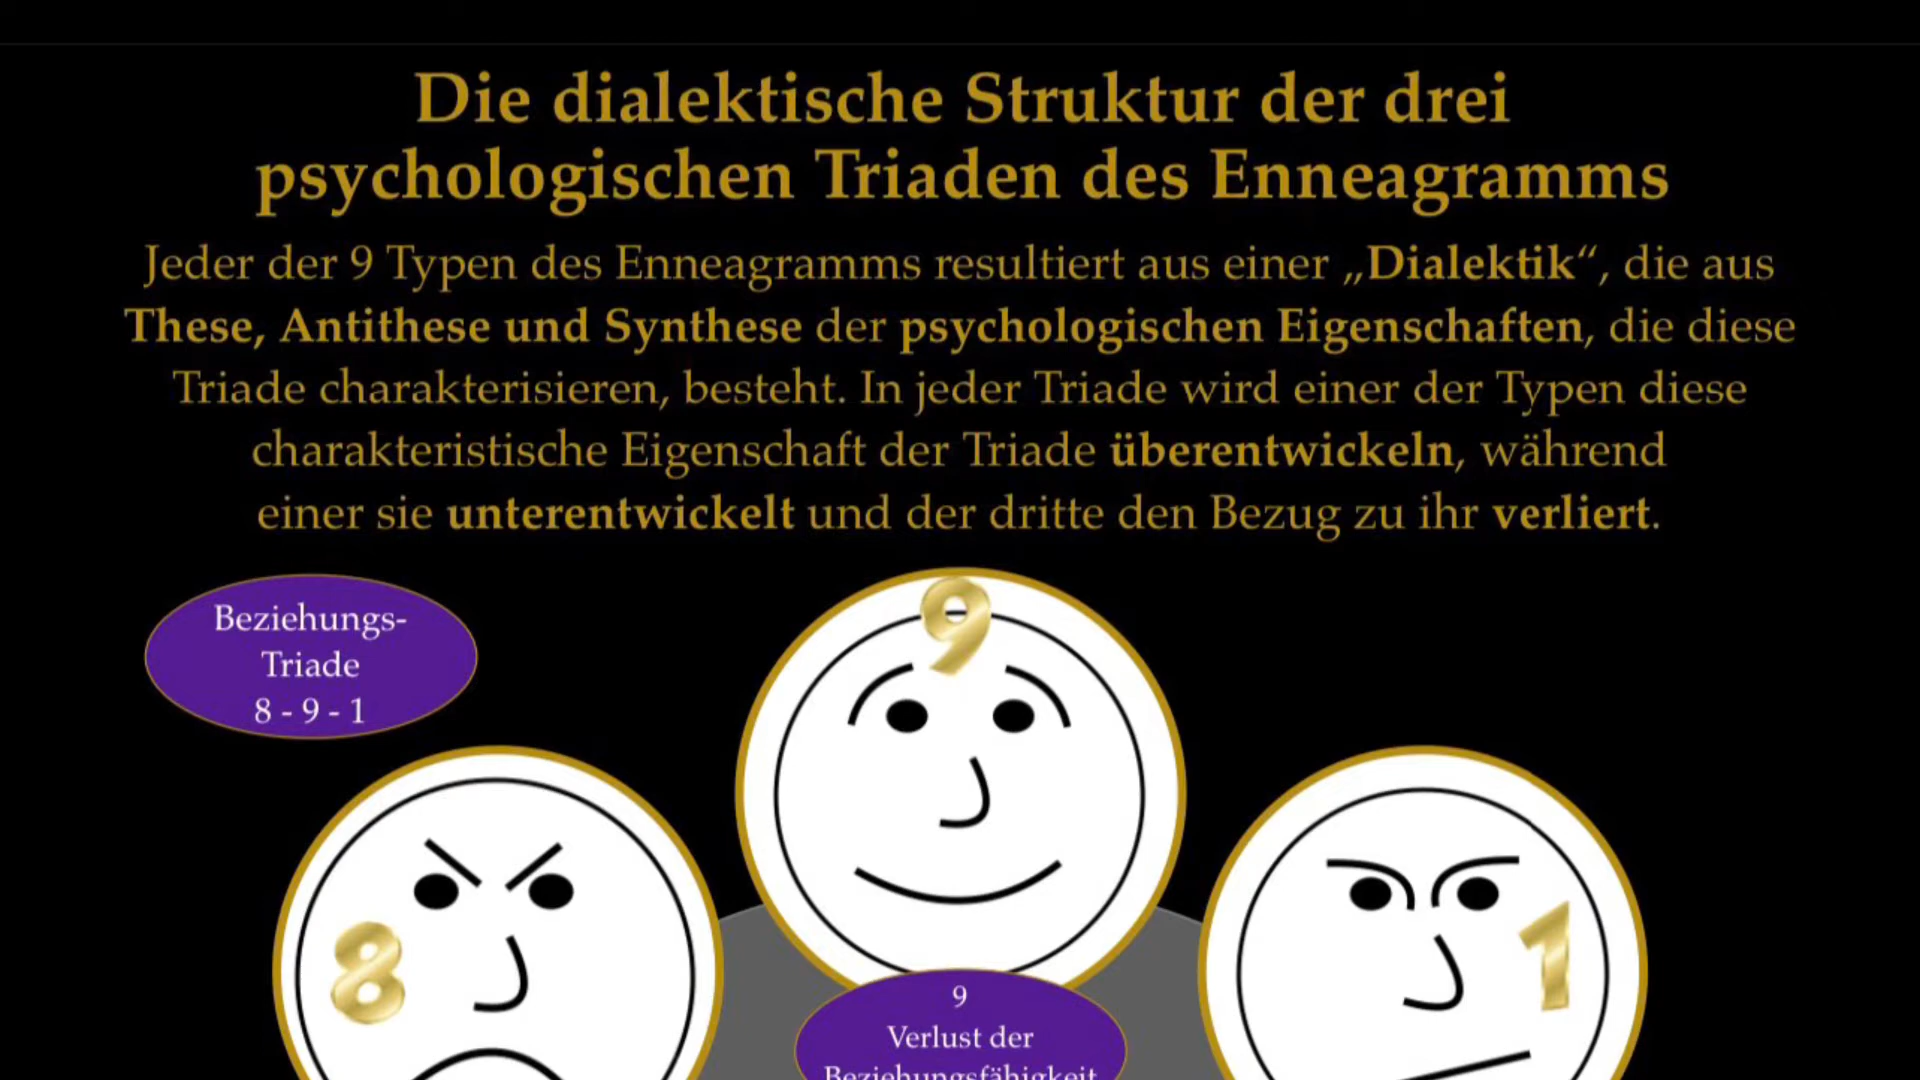 Die dialektische Struktur der drei
psychologischen Triaden des Enneagramms
Jeder der 9 Typen des Enneagramms resultiert aus einer „Dialektik“, die aus
These, Antithese und Synthese der psychologischen Eigenschaften, die diese
Triade charakterisieren, besteht. In jeder Triade wird einer der Typen diese
charakteristische Eigenschaft der Triade überentwickeln, während
einer sie unterentwickelt und der dritte den Bezug zu ihr verliert.
Beziehungs-
Triade
8 - 9 - 1
9
8
1
9
Verlust der
Beziehungsfähigkeit